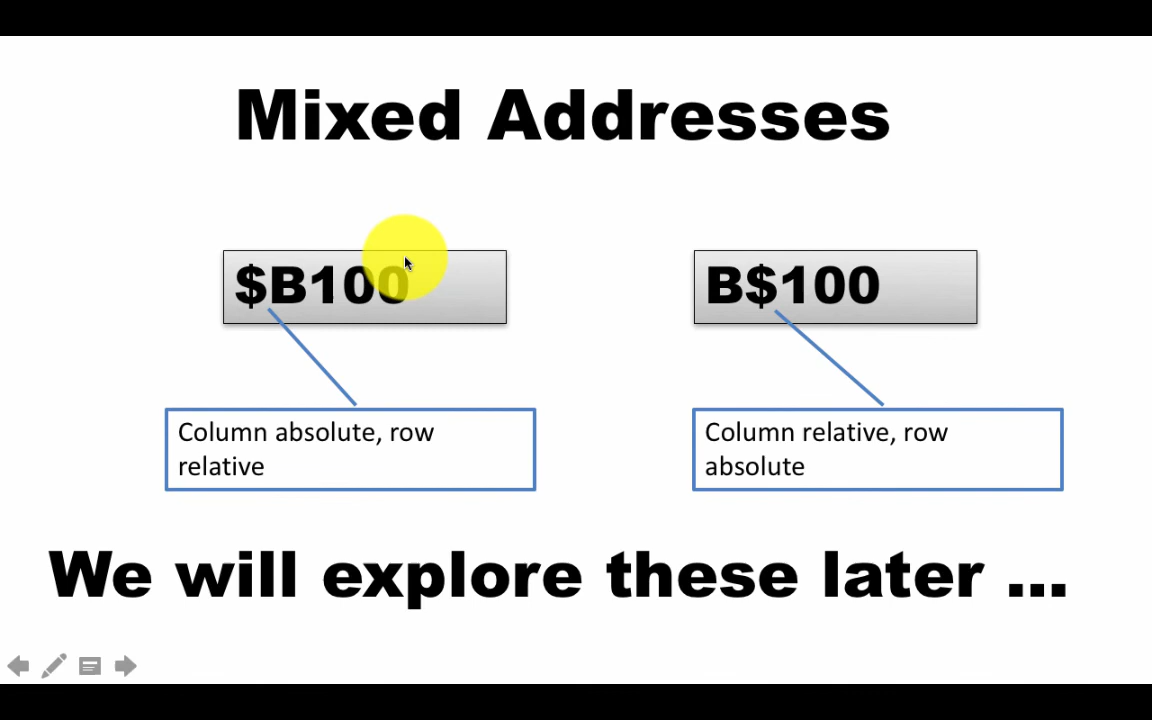 Mixed Addresses
$B100
B$100
Column absolute, row
relative
Column relative, row
absolute
We will explore these later ...